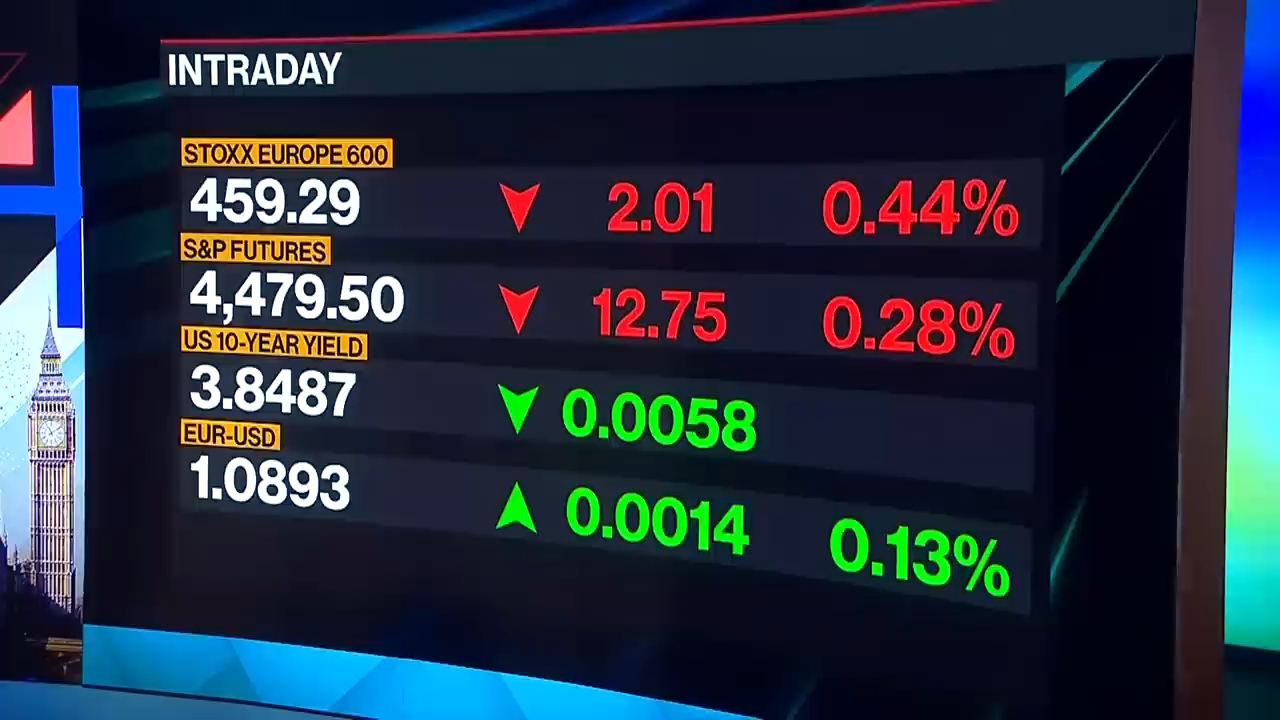 INTRADAY
STOXX EUROPE 600
459.29 2.01 0.44%
S&P FUTURES
4,479.50 12.75 0.28%
US 10-YEAR YIELD
3.8487 0.0058
EUR-USD
1.0893 0.0014 0.13%